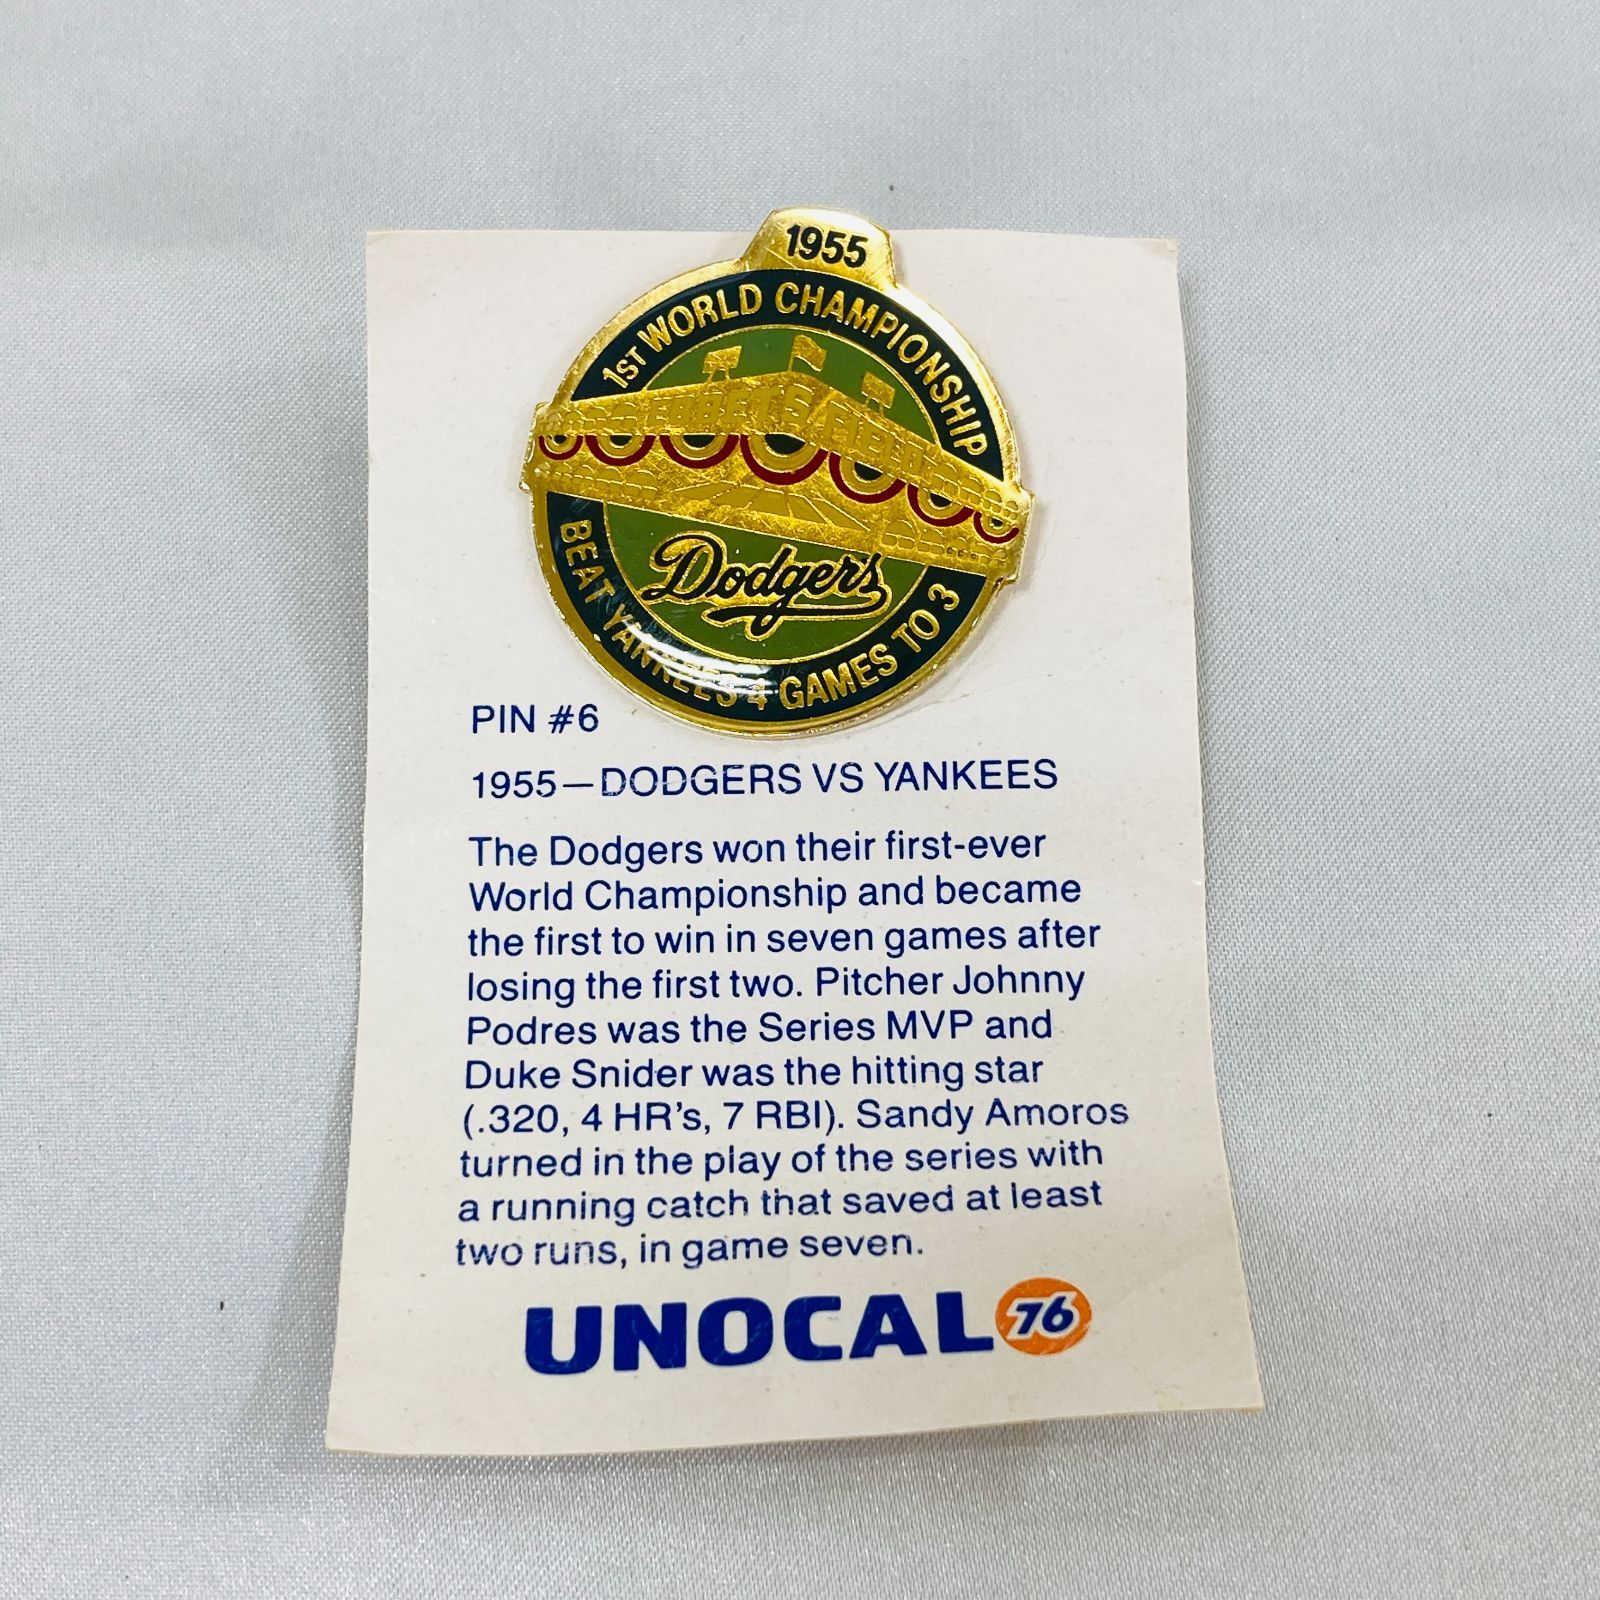 1955
1ST WORLD CHAMPIONSHIP
EBBETS FIELD
Dodgers
BEAT YANKEES 4 GAMES TO 3
PIN #6
1955—DODGERS VS YANKEES
The Dodgers won their first-ever
World Championship and became
the first to win in seven games after
losing the first two. Pitcher Johnny
Podres was the Series MVP and
Duke Snider was the hitting star
(.320, 4 HR's, 7 RBI). Sandy Amoros
turned in the play of the series with
a running catch that saved at least
two runs, in game seven.
UNOCAL 76